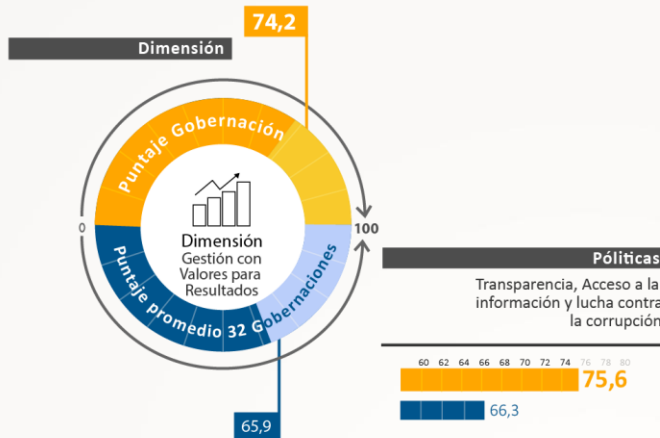 74,2
Dimensión
Puntaje Gobernación
0
100
Dimensión
Gestión con
Valores para
Resultados
Puntaje promedio 32 Gobernaciones
65,9
Póliticas
Transparencia, Acceso a la
información y lucha contra
la corrupción
60 62 64 66 68 70 72 74 76 78 80
75,6
66,3